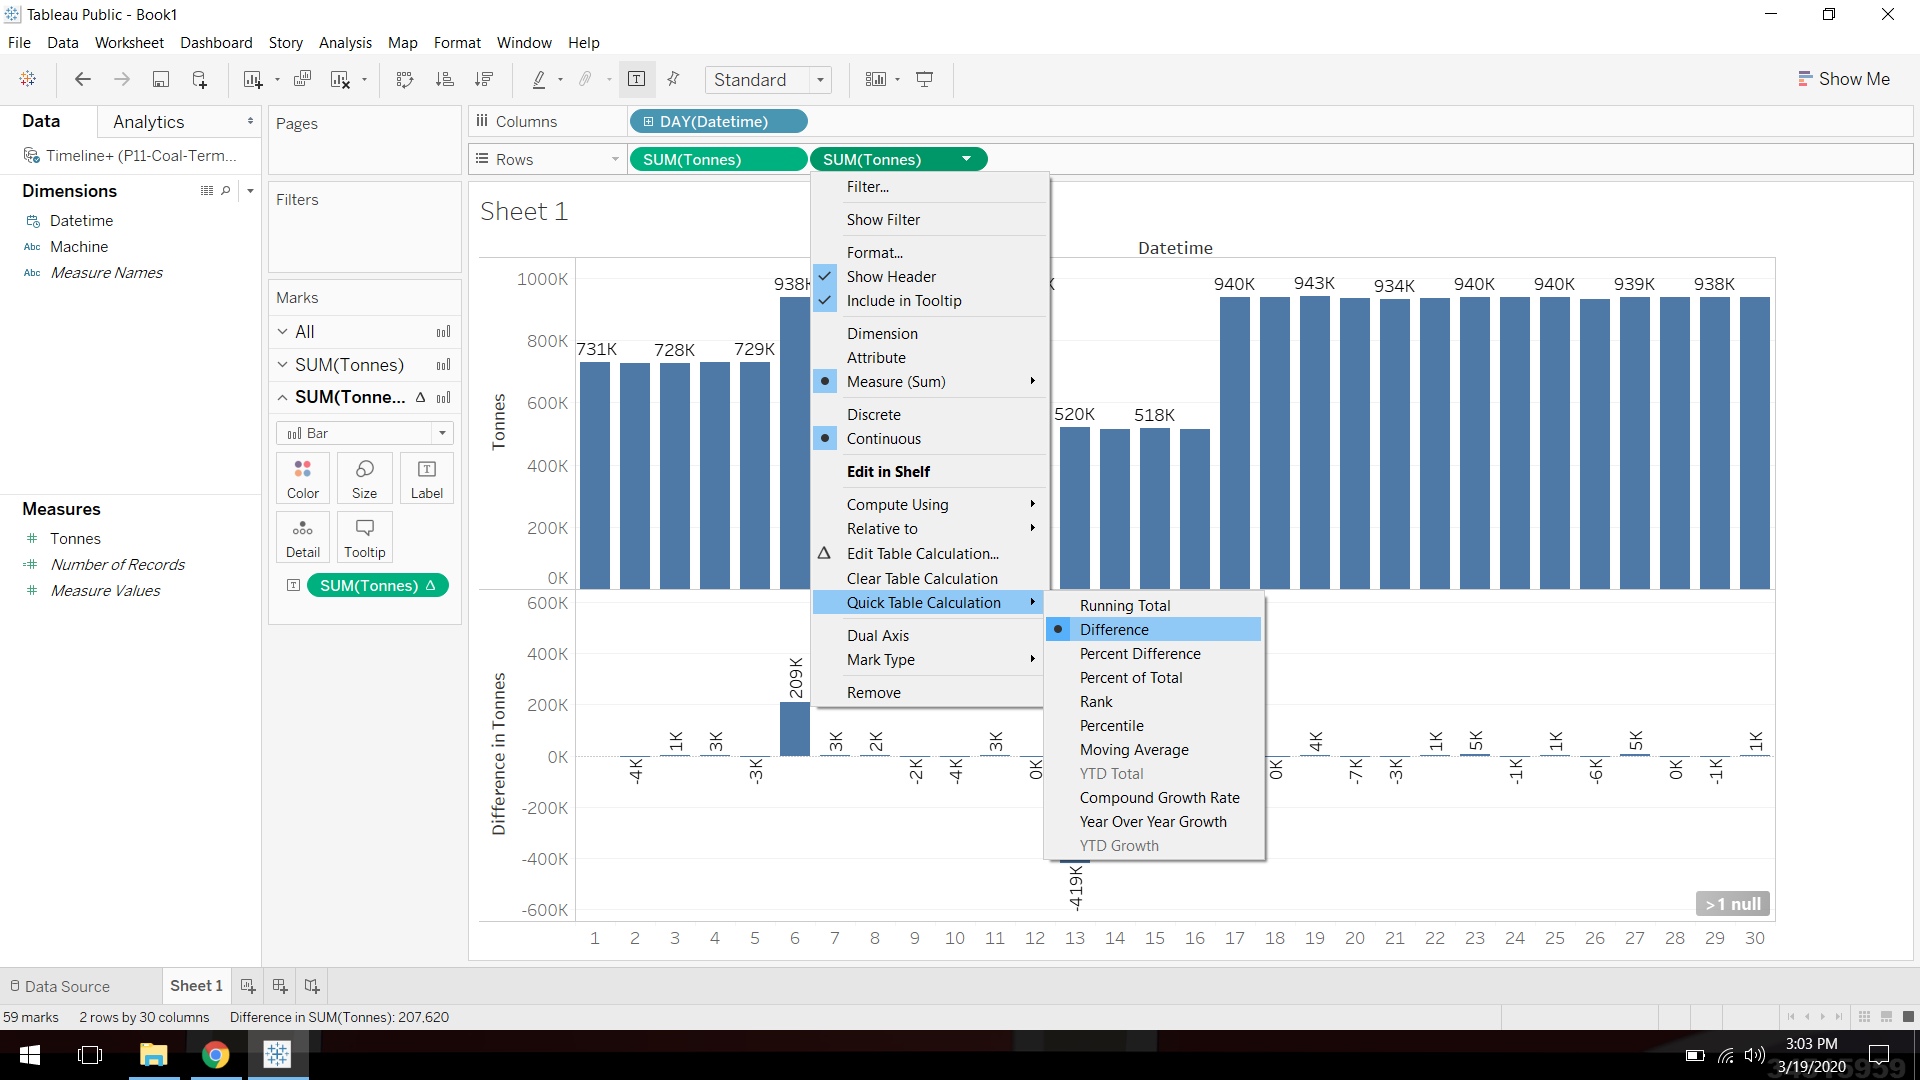 Tableau Public - Book1
File Data Worksheet Dashboard Story Analysis Map Format Window Help
Standard
Show Me
Data
Analytics
Timeline+ (P11-Coal-Term...
Dimensions
Datetime
Abc Machine
Abc Measure Names
Measures
Tonnes
Number of Records
Measure Values
Pages
Filters
Marks
All
SUM(Tonnes)
SUM(Tonne...
Bar
Color Size Label
Detail Tooltip
SUM(Tonnes)
Columns
DAY(Datetime)
Rows
SUM(Tonnes) SUM(Tonnes)
Sheet 1
Datetime
Tonnes
1000K
800K
600K
400K
200K
0K
731K 728K 729K 938K 520K 518K 940K 943K 934K 940K 940K 939K 938K
Difference in Tonnes
600K
400K
200K
0K
-200K
-400K
-600K
-4K 1K 3K -3K 209K 3K 2K -2K -4K 3K 0K -419K 0K 4K -7K -3K 1K 5K -1K 1K -6K 5K 0K -1K 1K
>1 null
1 2 3 4 5 6 7 8 9 10 11 12 13 14 15 16 17 18 19 20 21 22 23 24 25 26 27 28 29 30
Filter...
Show Filter
Format...
Show Header
Include in Tooltip
Dimension
Attribute
Measure (Sum)
Discrete
Continuous
Edit in Shelf
Compute Using
Relative to
Edit Table Calculation...
Clear Table Calculation
Quick Table Calculation
Dual Axis
Mark Type
Remove
Running Total
Difference
Percent Difference
Percent of Total
Rank
Percentile
Moving Average
YTD Total
Compound Growth Rate
Year Over Year Growth
YTD Growth
Data Source
Sheet 1
59 marks 2 rows by 30 columns Difference in SUM(Tonnes): 207,620
3:03 PM
3/19/2020